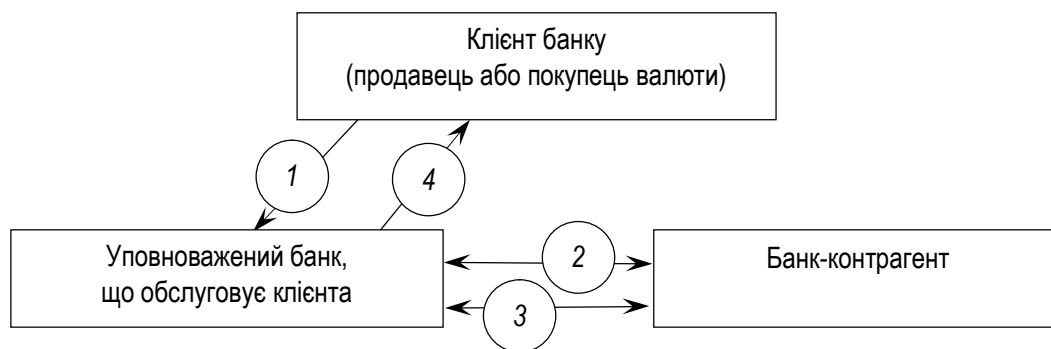 Клієнт банку
(продавець або покупець валюти)
1
4
Уповноважений банк,
що обслуговує клієнта
2
3
Банк-контрагент